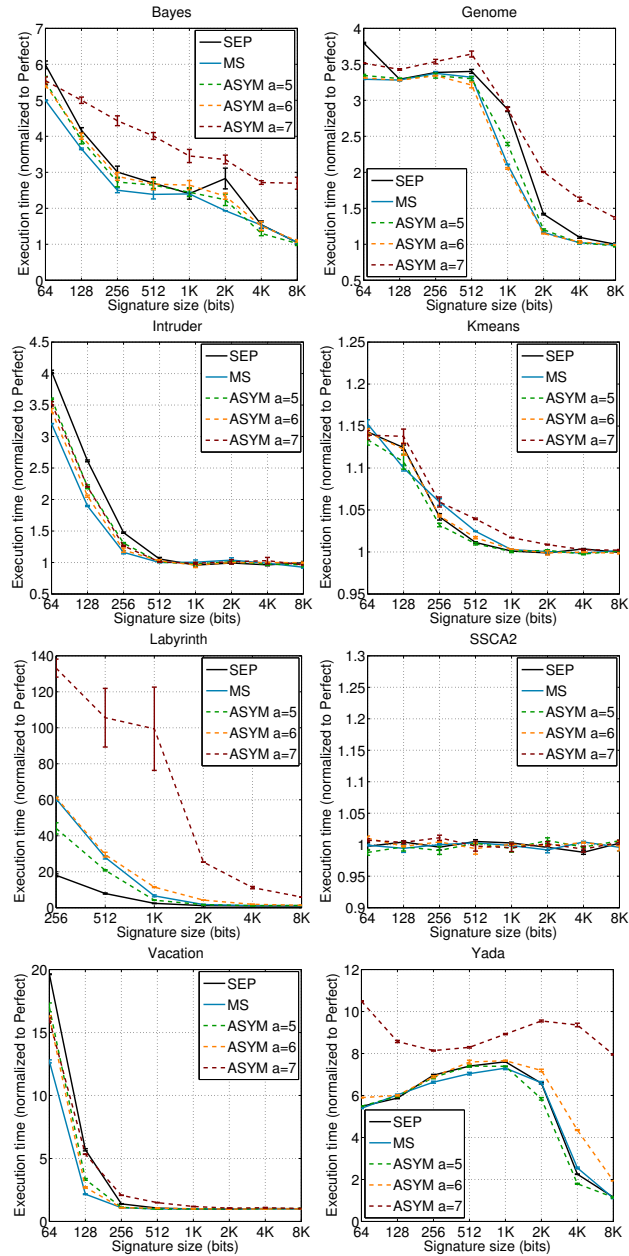 Bayes
Execution time (normalized to Perfect)
7
6
5
4
3
2
1
0
SEP
MS
ASYM a=5
ASYM a=6
ASYM a=7
64 128 256 512 1K 2K 4K 8K
Signature size (bits)
Genome
Execution time (normalized to Perfect)
4
3.5
3
2.5
2
1.5
1
0.5
SEP
MS
ASYM a=5
ASYM a=6
ASYM a=7
64 128 256 512 1K 2K 4K 8K
Signature size (bits)
Intruder
Execution time (normalized to Perfect)
4.5
4
3.5
3
2.5
2
1.5
1
0.5
SEP
MS
ASYM a=5
ASYM a=6
ASYM a=7
64 128 256 512 1K 2K 4K 8K
Signature size (bits)
Kmeans
Execution time (normalized to Perfect)
1.25
1.2
1.15
1.1
1.05
1
0.95
SEP
MS
ASYM a=5
ASYM a=6
ASYM a=7
64 128 256 512 1K 2K 4K 8K
Signature size (bits)
Labyrinth
Execution time (normalized to Perfect)
140
120
100
80
60
40
20
0
SEP
MS
ASYM a=5
ASYM a=6
ASYM a=7
256 512 1K 2K 4K 8K
Signature size (bits)
SSCA2
Execution time (normalized to Perfect)
1.3
1.25
1.2
1.15
1.1
1.05
1
0.95
0.9
SEP
MS
ASYM a=5
ASYM a=6
ASYM a=7
64 128 256 512 1K 2K 4K 8K
Signature size (bits)
Vacation
Execution time (normalized to Perfect)
20
15
10
5
0
SEP
MS
ASYM a=5
ASYM a=6
ASYM a=7
64 128 256 512 1K 2K 4K 8K
Signature size (bits)
Yada
Execution time (normalized to Perfect)
12
10
8
6
4
2
0
SEP
MS
ASYM a=5
ASYM a=6
ASYM a=7
64 128 256 512 1K 2K 4K 8K
Signature size (bits)